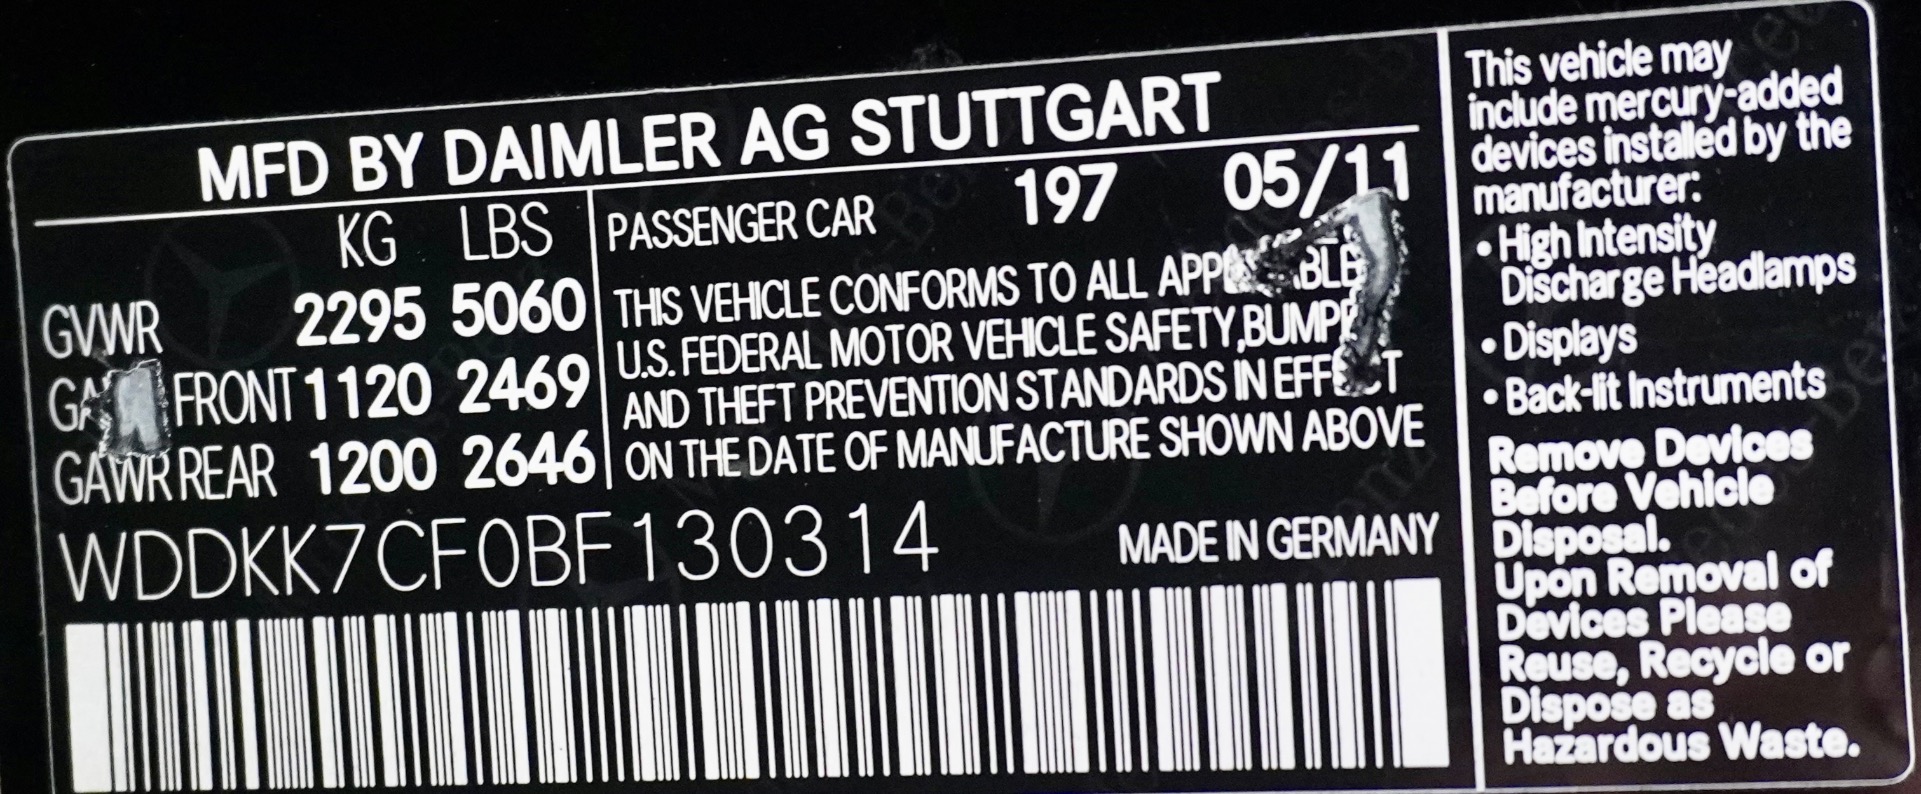 MFD BY DAIMLER AG STUTTGART
KG LBS
GVWR 2295 5060
FRONT 1120 2469
GAWR REAR 1200 2646
PASSENGER CAR 197 05/11
THIS VEHICLE CONFORMS TO ALL
U.S. FEDERAL MOTOR VEHICLE SAFETY,
AND THEFT PREVENTION STANDARDS IN
ON THE DATE OF MANUFACTURE SHOWN ABOVE
WDDKK7CF0BF130314
MADE IN GERMANY
This vehicle may
include mercury-added
devices installed by the
manufacturer:
• High Intensity
Discharge Headlamps
• Displays
• Back-lit Instruments
Remove Devices
Before Vehicle
Disposal.
Upon Removal of
Devices Please
Reuse, Recycle or
Dispose as
Hazardous Waste.